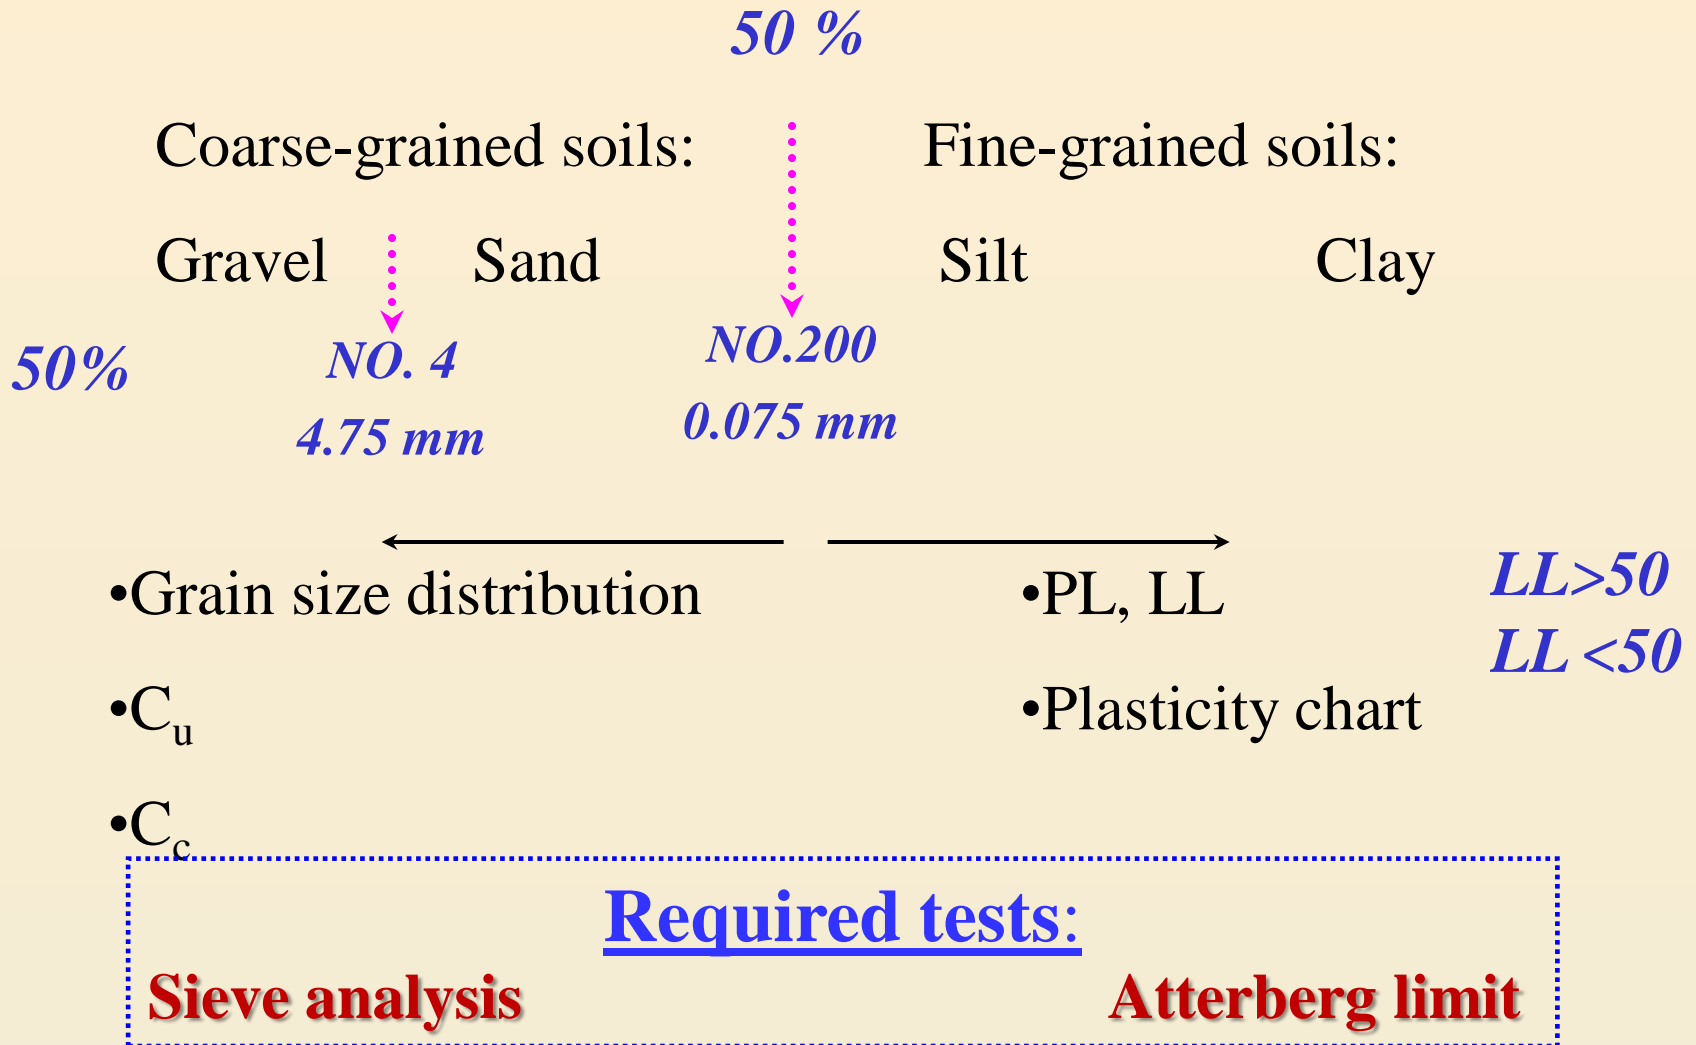 50 %
Coarse-grained soils: Fine-grained soils:
Gravel Sand Silt Clay
50% NO. 4 NO.200
4.75 mm 0.075 mm
•Grain size distribution •PL, LL LL>50
LL <50
•Cu •Plasticity chart
•Cc
Required tests:
Sieve analysis Atterberg limit